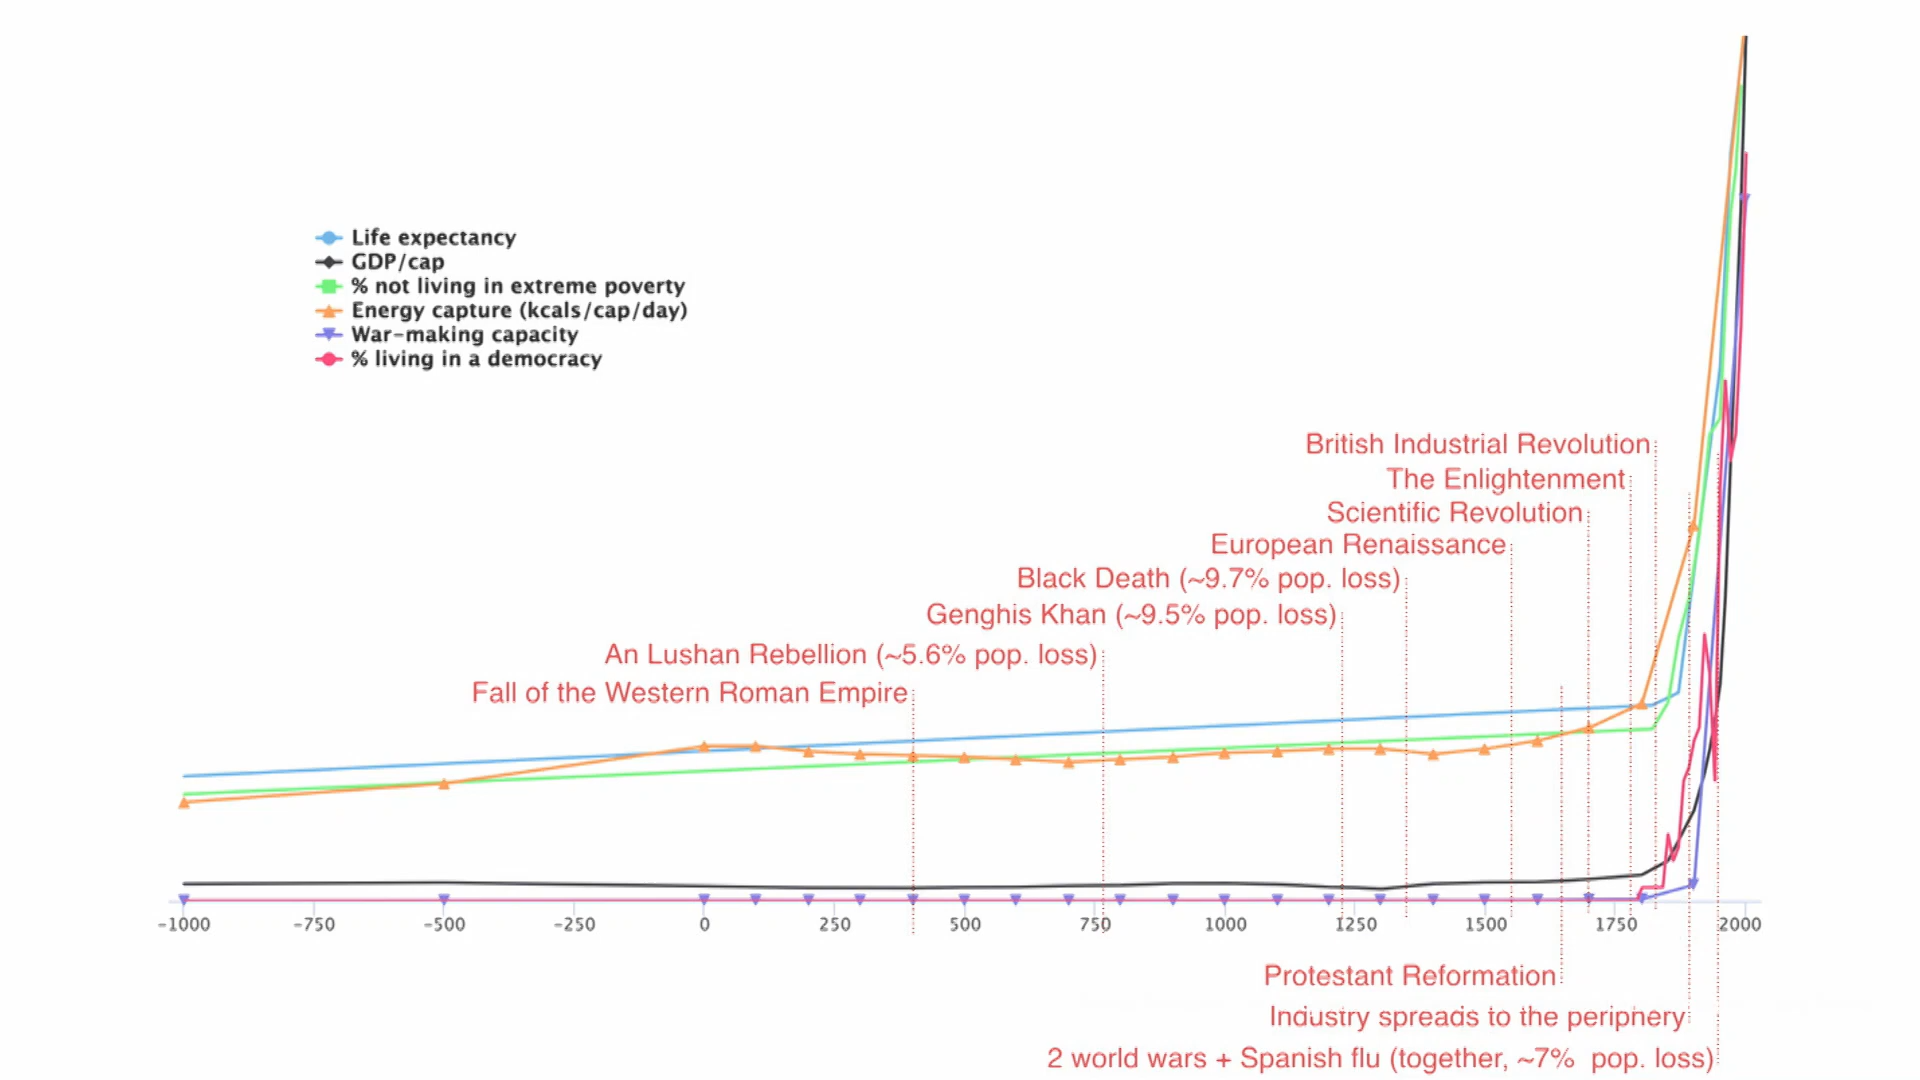 Life expectancy
GDP/cap
% not living in extreme poverty
Energy capture (kcals/cap/day)
War-making capacity
% living in a democracy
British Industrial Revolution
The Enlightenment
Scientific Revolution
European Renaissance
Black Death (~9.7% pop. loss)
Genghis Khan (~9.5% pop. loss)
An Lushan Rebellion (~5.6% pop. loss)
Fall of the Western Roman Empire
-1000 -750 -500 -250 0 250 500 750 1000 1250 1500 1750 2000
Protestant Reformation
Industry spreads to the periphery
2 world wars + Spanish flu (together, ~7% pop. loss)